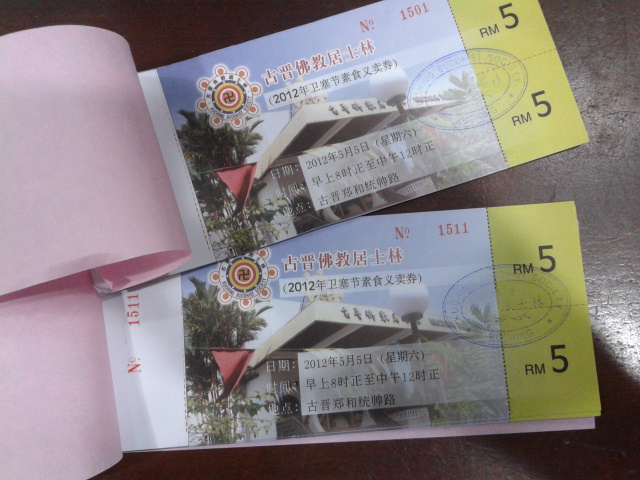 Nº 1501
RM 5
古晋佛教居士林
(2012年卫塞节素食义卖券)
RM 5
日期: 2012年5月5日（星期六）
时间: 早上8时正至中午12时正
地点: 古晋郑和统帅路
Nº 1511
古晋佛教居士林
(2012年卫塞节素食义卖券)
RM 5
Nº 1511
日期: 2012年5月5日（星期六）
时间: 早上8时正至中午12时正
地点: 古晋郑和统帅路
RM 5